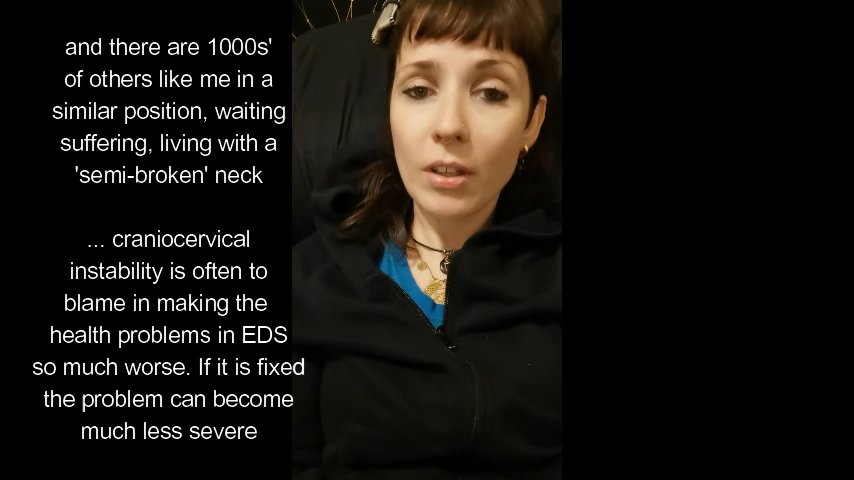 and there are 1000s'
of others like me in a
similar position, waiting
suffering, living with a
'semi-broken' neck
... craniocervical
instability is often to
blame in making the
health problems in EDS
so much worse. If it is fixed
the problem can become
much less severe